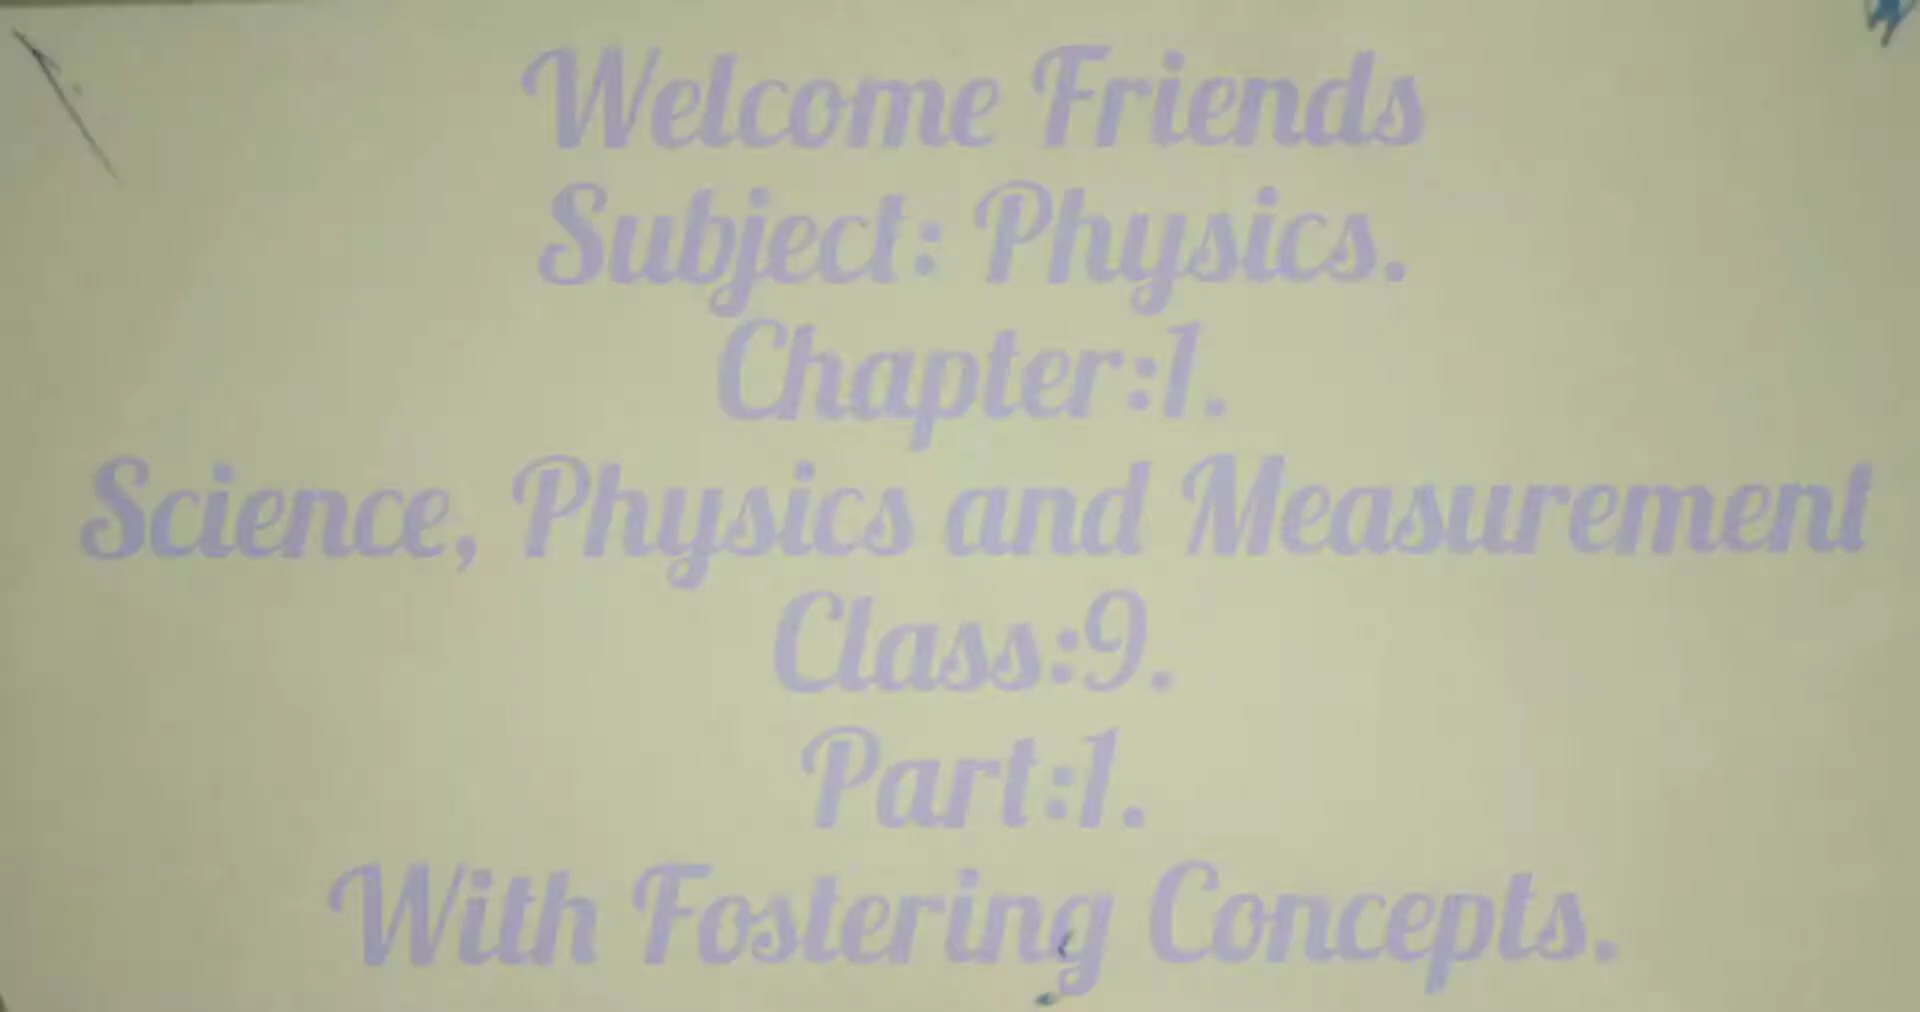 Welcome Friends
Subject: Physics.
Chapter:1.
Science, Physics and Measurement
Class:9.
Part:1.
With Fostering Concepts.